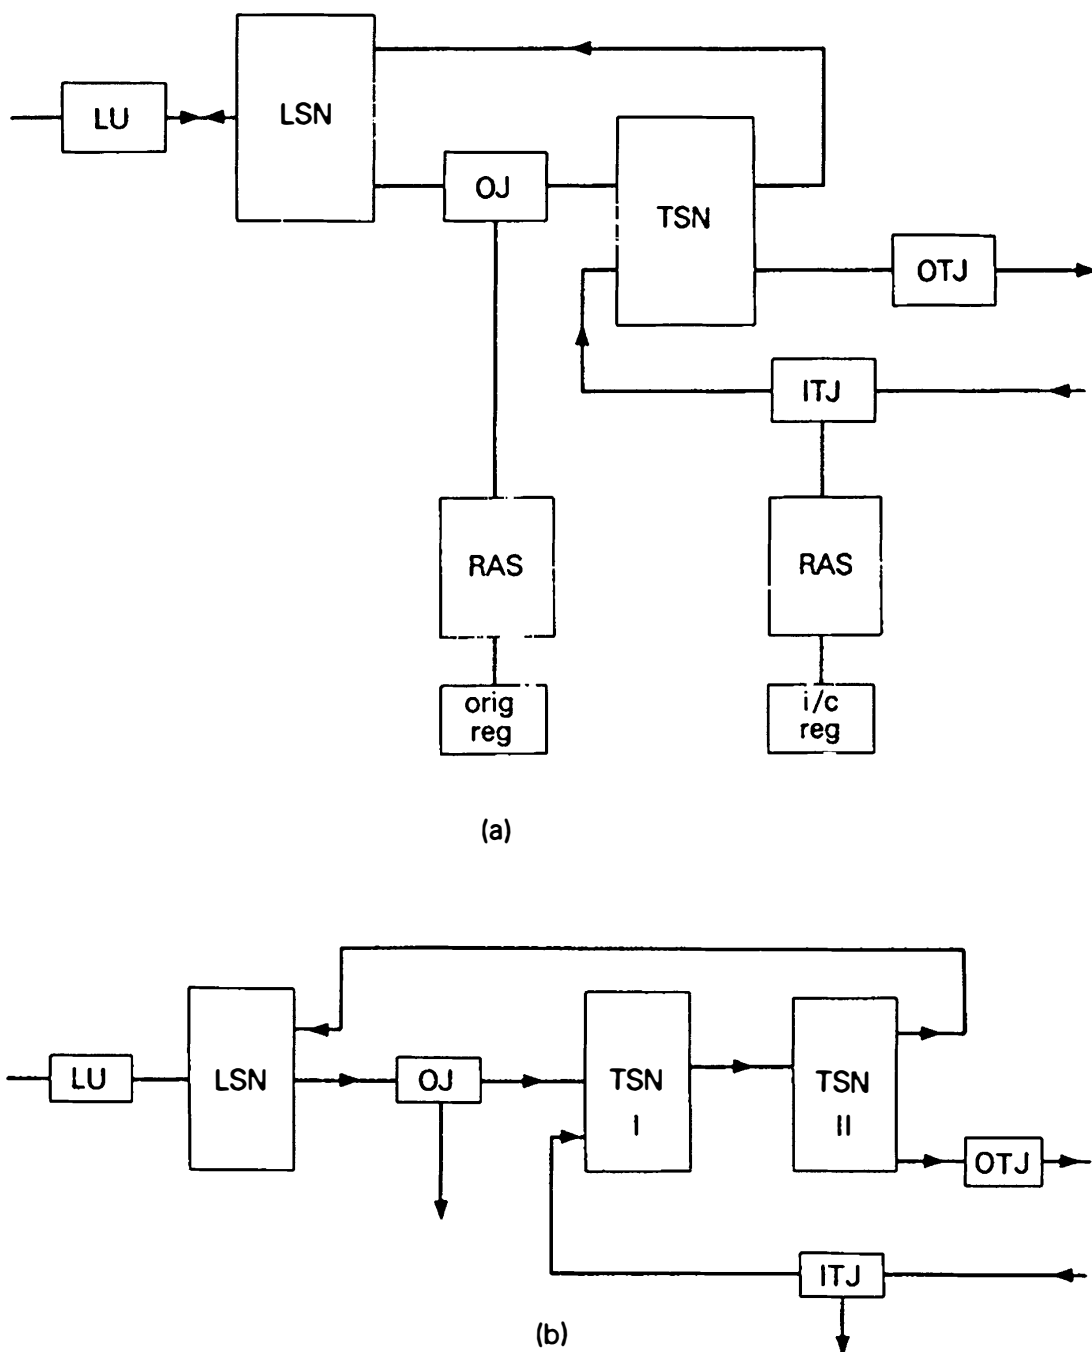 LU
LSN
OJ
TSN
OTJ
ITJ
RAS
RAS
orig
reg
i/c
reg
(a)
LU
LSN
OJ
TSN
I
TSN
II
OTJ
ITJ
(b)